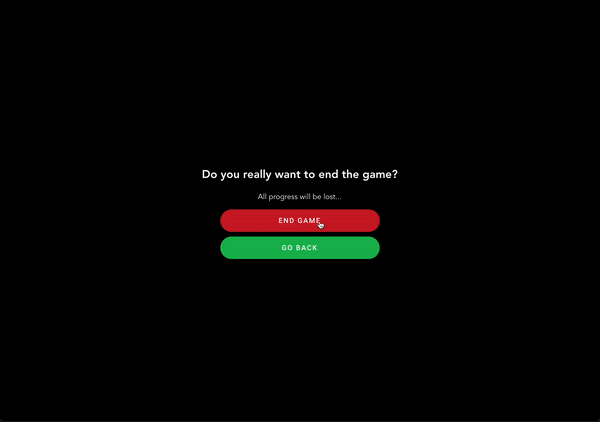 Do you really want to end the game?
All progress will be lost...
END GAME
GO BACK